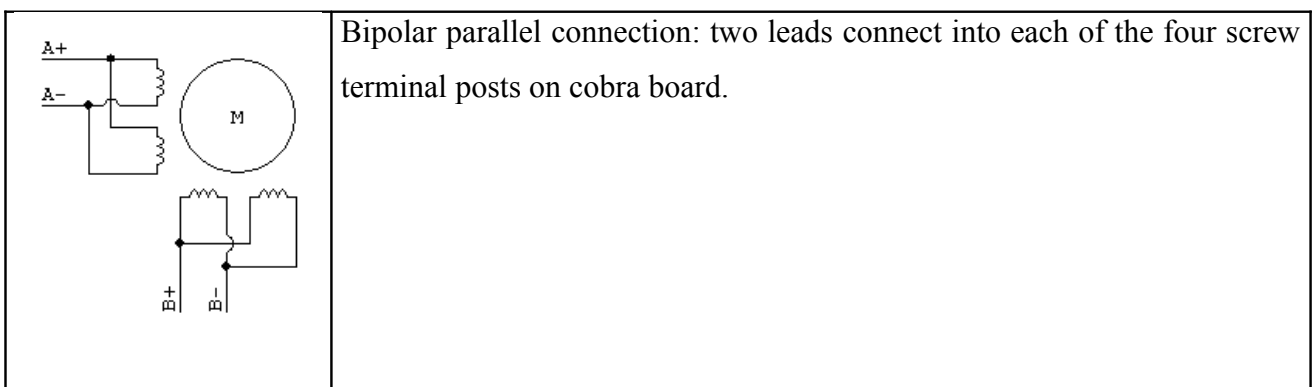 A+
A-
M
B+
B-
Bipolar parallel connection: two leads connect into each of the four screw
terminal posts on cobra board.